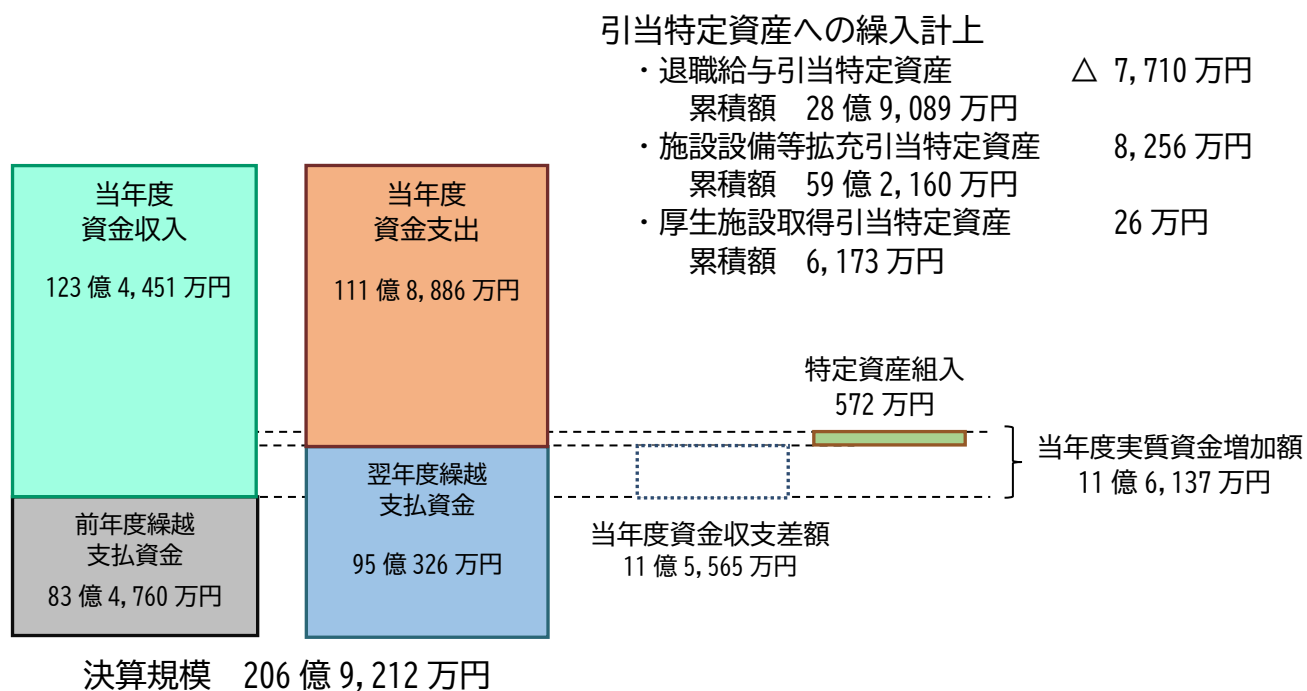 引当特定資産への繰入計上
・退職給与引当特定資産 △ 7,710 万円
累積額 28 億 9,089 万円
・施設設備等拡充引当特定資産 8,256 万円
累積額 59 億 2,160 万円
・厚生施設取得引当特定資産 26 万円
累積額 6,173 万円
当年度
資金収入
123 億 4,451 万円
前年度繰越
支払資金
83 億 4,760 万円
当年度
資金支出
111 億 8,886 万円
翌年度繰越
支払資金
95 億 326 万円
特定資産組入
572 万円
当年度資金収支差額
11 億 5,565 万円
当年度実質資金増加額
11 億 6,137 万円
決算規模 206 億 9,212 万円